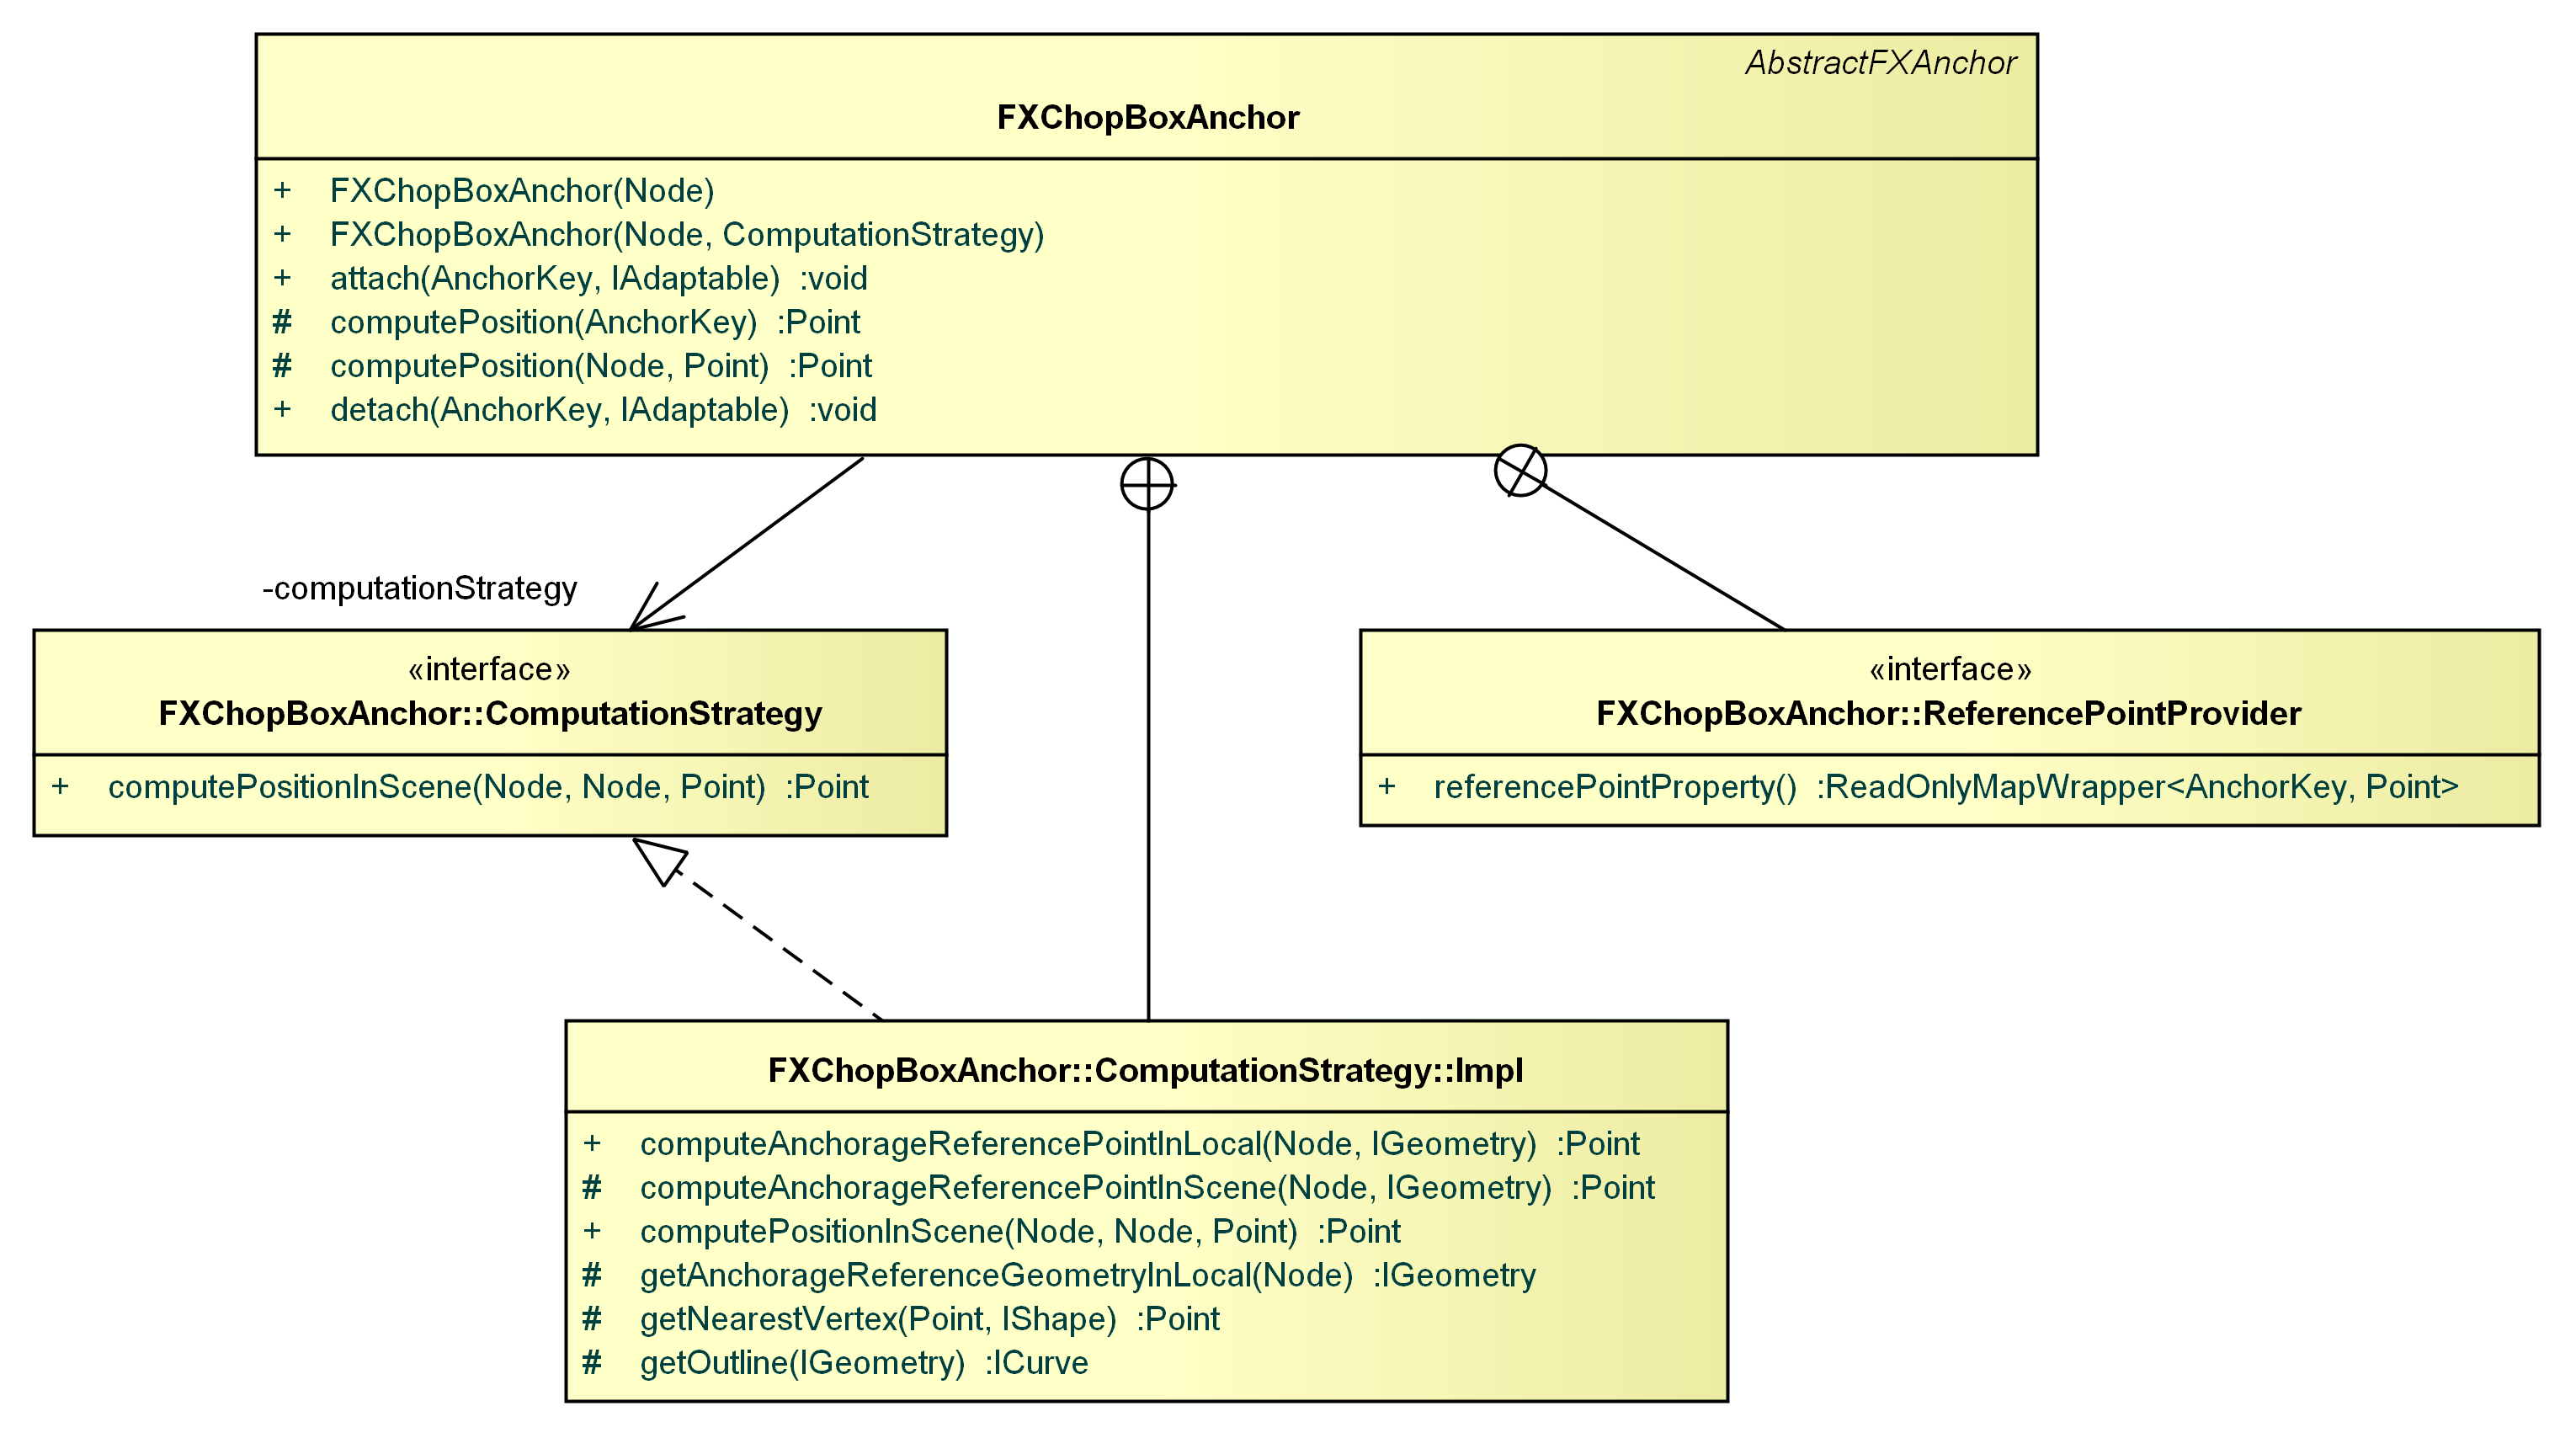 AbstractFXAnchor
FXChopBoxAnchor
+ FXChopBoxAnchor(Node)
+ FXChopBoxAnchor(Node, ComputationStrategy)
+ attach(AnchorKey, IAdaptable) :void
# computePosition(AnchorKey) :Point
# computePosition(Node, Point) :Point
+ detach(AnchorKey, IAdaptable) :void
-computationStrategy
«interface»
FXChopBoxAnchor::ComputationStrategy
+ computePositionInScene(Node, Node, Point) :Point
«interface»
FXChopBoxAnchor::ReferencePointProvider
+ referencePointProperty() :ReadOnlyMapWrapper<AnchorKey, Point>
FXChopBoxAnchor::ComputationStrategy::Impl
+ computeAnchorageReferencePointInLocal(Node, IGeometry) :Point
# computeAnchorageReferencePointInScene(Node, IGeometry) :Point
+ computePositionInScene(Node, Node, Point) :Point
# getAnchorageReferenceGeometryInLocal(Node) :IGeometry
# getNearestVertex(Point, IShape) :Point
# getOutline(IGeometry) :ICurve